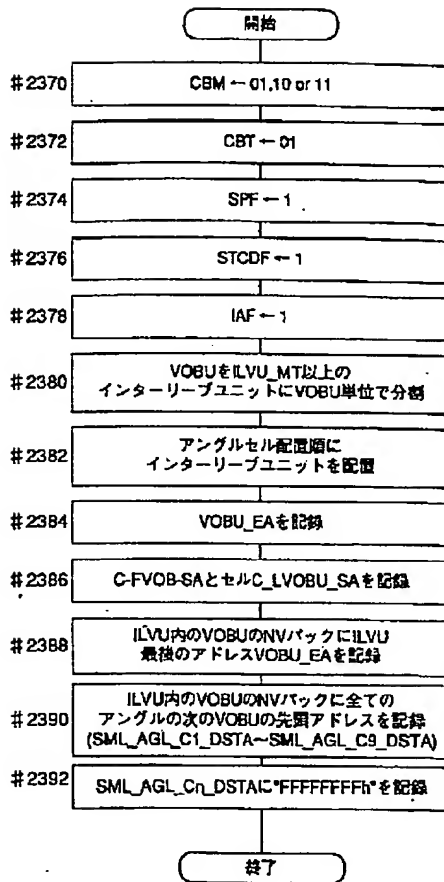 開始
#2370
CBM ← 01,10 or 11
#2372
CBT ← 01
#2374
SPF ← 1
#2376
STCDF ← 1
#2378
IAF ← 1
#2380
VOBUをILVU_MT以上の
インターリーブユニットにVOBU単位で分割
#2382
アングルセル配置順に
インターリーブユニットを配置
#2384
VOBU_EAを記録
#2386
C-FVOB-SAとセルC_LVOBU_SAを記録
#2388
ILVU内のVOBUのNVパックにILVU
最後のアドレスVOBU_EAを記録
#2390
ILVU内のVOBUのNVパックに全ての
アングルの次のVOBUの先頭アドレスを記録
(SML_AGL_C1_DSTA～SML_AGL_C9_DSTA)
#2392
SML_AGL_Cn_DSTAに"FFFFFFFFh"を記録
終了